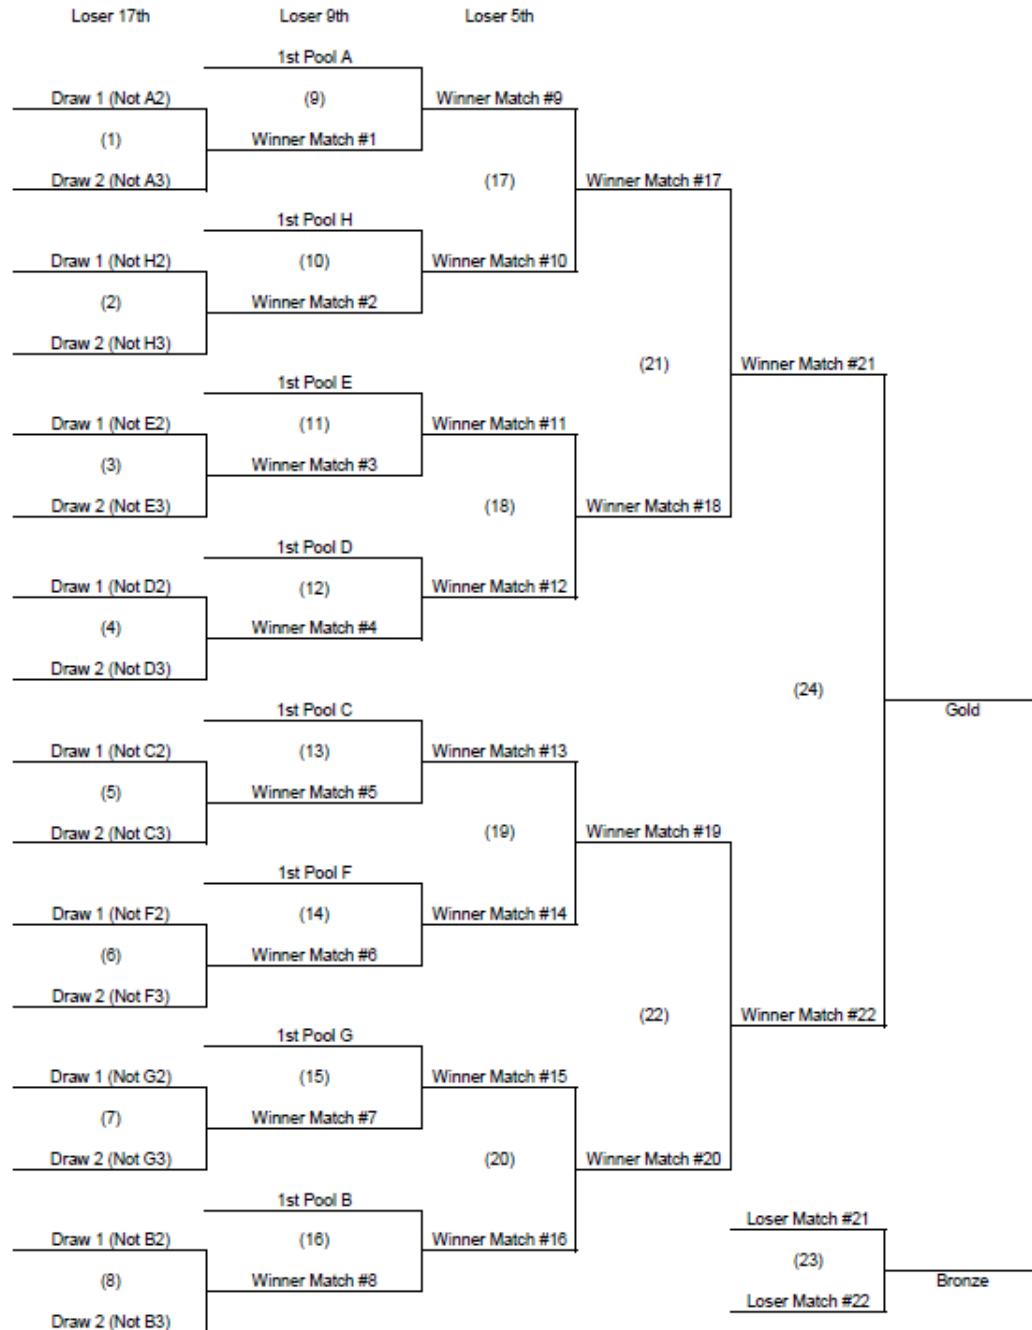 Loser 17th Loser 9th Loser 5th
1st Pool A
Draw 1 (Not A2) (9) Winner Match #9
(1) Winner Match #1
Draw 2 (Not A3) (17) Winner Match #17
1st Pool H
Draw 1 (Not H2) (10) Winner Match #10
(2) Winner Match #2
Draw 2 (Not H3)
(21) Winner Match #21
1st Pool E
Draw 1 (Not E2) (11) Winner Match #11
(3) Winner Match #3
Draw 2 (Not E3) (18) Winner Match #18
1st Pool D
Draw 1 (Not D2) (12) Winner Match #12
(4) Winner Match #4
Draw 2 (Not D3)
(24)
Gold
1st Pool C
Draw 1 (Not C2) (13) Winner Match #13
(5) Winner Match #5
Draw 2 (Not C3) (19) Winner Match #19
1st Pool F
Draw 1 (Not F2) (14) Winner Match #14
(6) Winner Match #6
Draw 2 (Not F3)
(22) Winner Match #22
1st Pool G
Draw 1 (Not G2) (15) Winner Match #15
(7) Winner Match #7
Draw 2 (Not G3) (20) Winner Match #20
1st Pool B
Loser Match #21
Draw 1 (Not B2) (16) Winner Match #16
(23)
(8) Winner Match #8 Bronze
Loser Match #22
Draw 2 (Not B3)